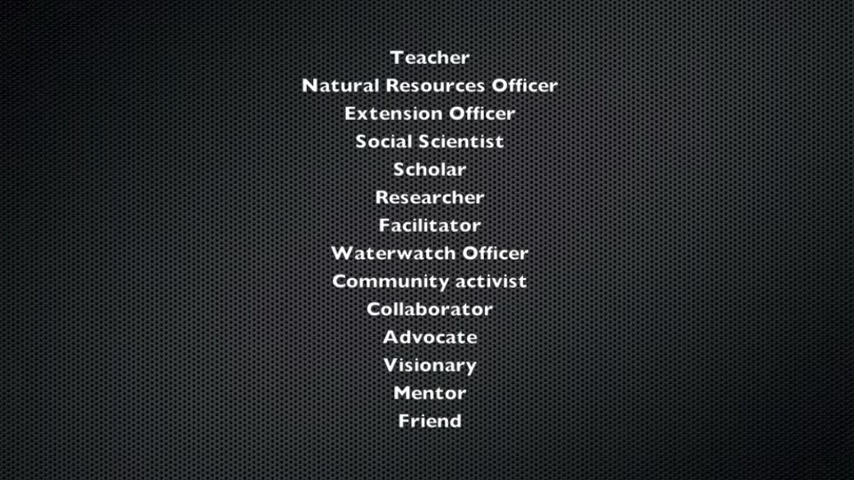 Teacher
Natural Resources Officer
Extension Officer
Social Scientist
Scholar
Researcher
Facilitator
Waterwatch Officer
Community activist
Collaborator
Advocate
Visionary
Mentor
Friend